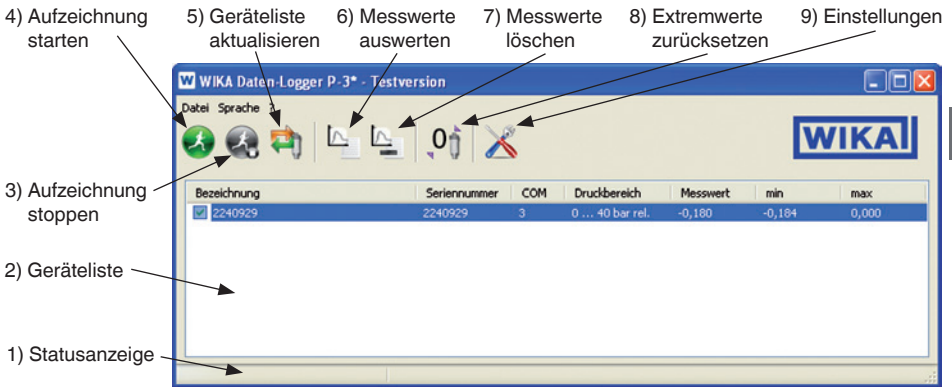 4) Aufzeichnung starten
5) Geräteliste aktualisieren
6) Messwerte auswerten
7) Messwerte löschen
8) Extremwerte zurücksetzen
9) Einstellungen
W WIKA Daten-Logger P-3* - Testversion
Datei Sprache ?
0
WIKA
3) Aufzeichnung stoppen
Bezeichnung Seriennummer COM Druckbereich Messwert min max
2240929 2240929 3 0 ... 40 bar rel. -0,180 -0,184 0,000
2) Geräteliste
1) Statusanzeige